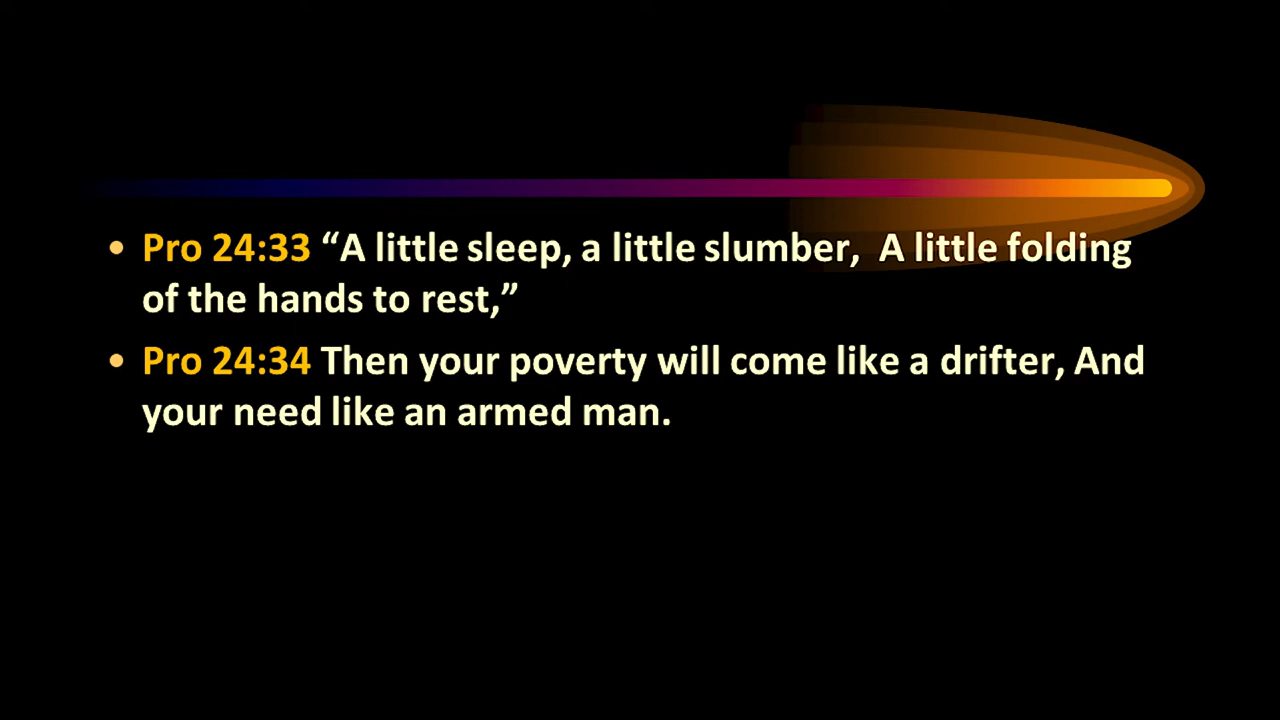 • Pro 24:33 “A little sleep, a little slumber,  A little folding
of the hands to rest,”
• Pro 24:34 Then your poverty will come like a drifter, And
your need like an armed man.